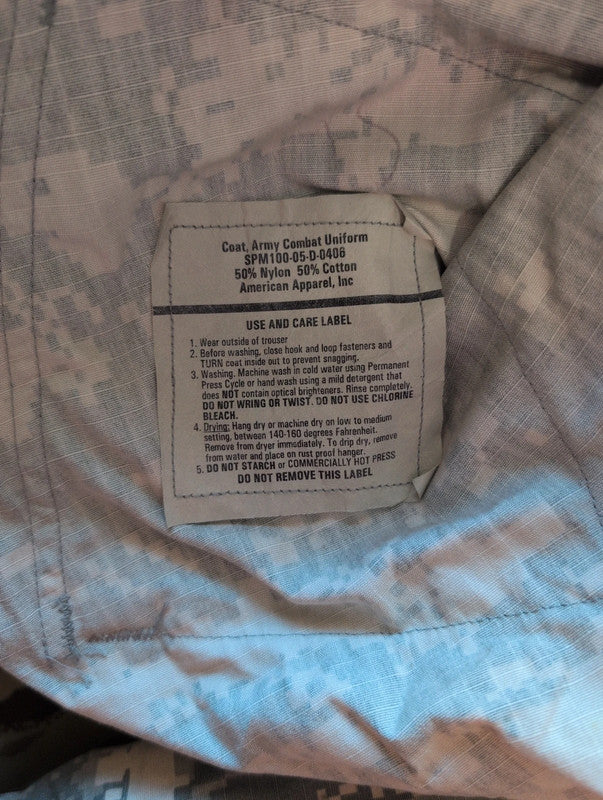 Coat, Army Combat Uniform
SPM100-05-D-0406
50% Nylon 50% Cotton
American Apparel, Inc
USE AND CARE LABEL
1. Wear outside of trouser
2. Before washing, close hook and loop fasteners and
TURN coat inside out to prevent snagging.
3. Washing. Machine wash in cold water using Permanent
Press Cycle or hand wash using a mild detergent that
does NOT contain optical brighteners. Rinse completely.
DO NOT WRING OR TWIST. DO NOT USE CHLORINE
BLEACH.
4. Drying: Hang dry or machine dry on low to medium
setting, between 140-160 degrees Fahrenheit.
Remove from dryer immediately. To drip dry, remove
from water and place on rust proof hanger.
5. DO NOT STARCH or COMMERCIALLY HOT PRESS
DO NOT REMOVE THIS LABEL